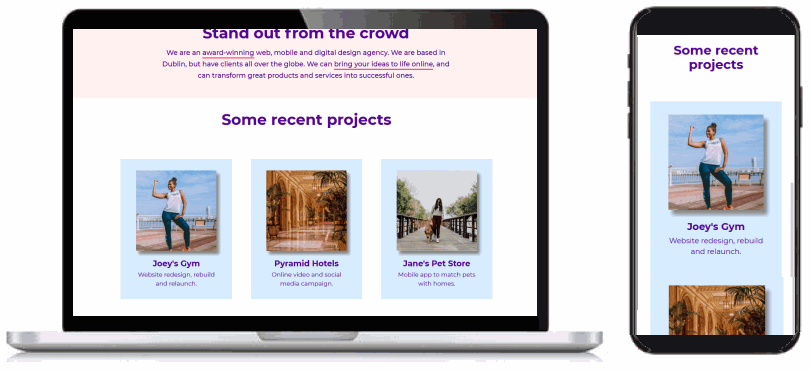 Stand out from the crowd
We are an award-winning web, mobile and digital design agency. We are based in
Dublin, but have clients all over the globe. We can bring your ideas to life online, and
can transform great products and services into successful ones.
Some recent projects
Joey's Gym
Website redesign, rebuild
and relaunch.
Pyramid Hotels
Online video and social
media campaign.
Jane's Pet Store
Mobile app to match pets
with homes.
Some recent
projects
Joey's Gym
Website redesign, rebuild
and relaunch.